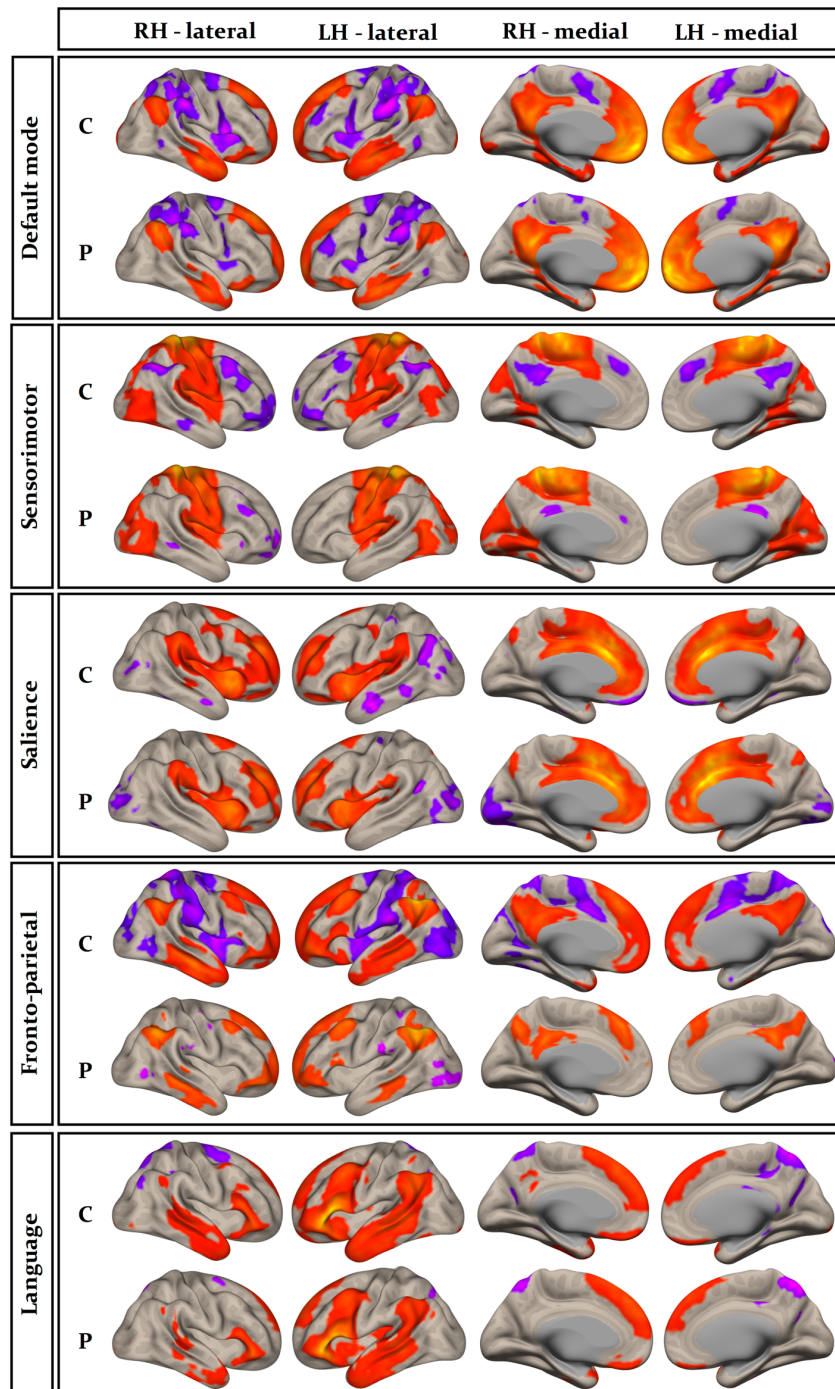 RH - lateral LH - lateral RH - medial LH - medial
Default mode
C
P
Sensorimotor
C
P
Salience
C
P
Fronto-parietal
C
P
Language
C
P